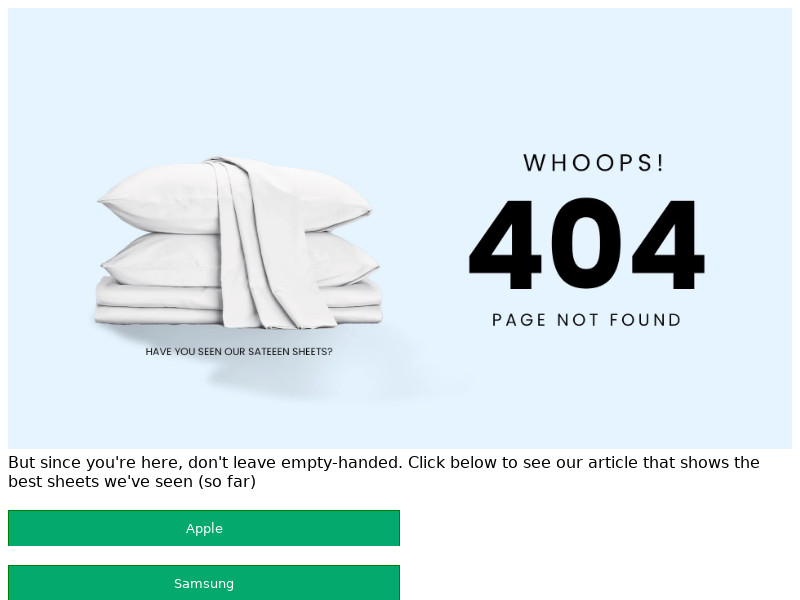 WHOOPS!
404
PAGE NOT FOUND
HAVE YOU SEEN OUR SATEEEN SHEETS?
But since you're here, don't leave empty-handed. Click below to see our article that shows the
best sheets we've seen (so far)
Apple
Samsung